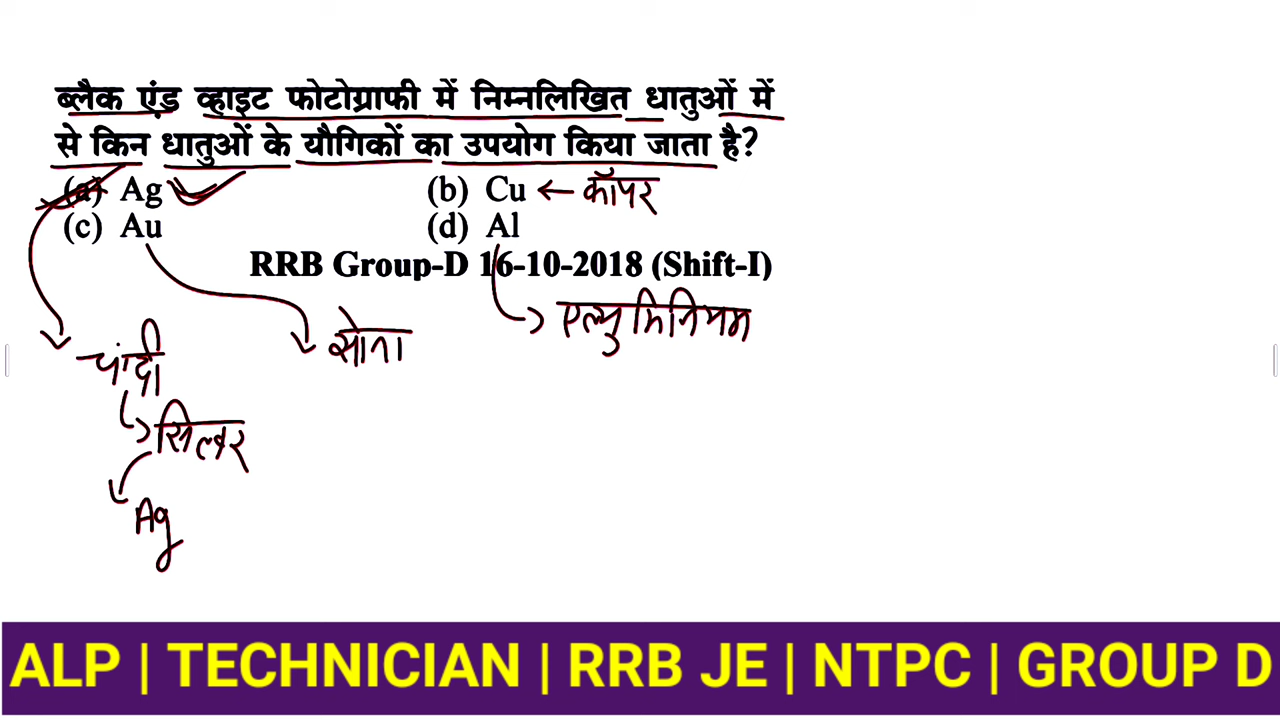 ब्लैक एंड व्हाइट फोटोग्राफी में निम्नलिखित धातुओं में
से किन धातुओं के यौगिकों का उपयोग किया जाता है?
(a) Ag (b) Cu ← कॉपर
(c) Au (d) Al
RRB Group-D 16-10-2018 (Shift-I)
एल्युमिनियम
सोना
चांदी
सिल्वर
Ag
ALP | TECHNICIAN | RRB JE | NTPC | GROUP D